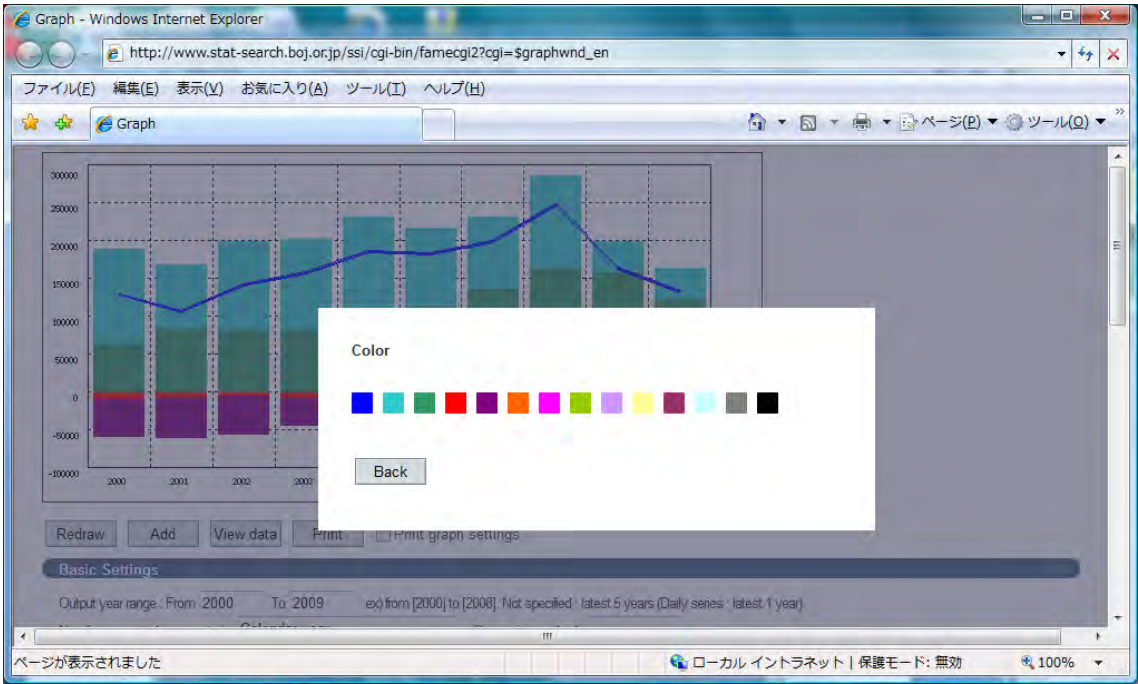 Graph - Windows Internet Explorer
http://www.stat-search.boj.or.jp/ssi/cgi-bin/famecgi2?cgi=$graphwnd_en
ファイル(F) 編集(E) 表示(V) お気に入り(A) ツール(T) ヘルプ(H)
Graph ページ(P) ツール(O)
300000
250000
200000
150000
100000
50000
0
-50000
-100000
2000 2001 2002 2003
Color
Back
Redraw Add View data Print Print graph settings
Basic Settings
Output year range : From 2000 To 2009 ex) from [2000] to [2008]. Not specified : latest 5 years (Daily series : latest 1 year)
ページが表示されました ローカル イントラネット | 保護モード: 無効 100%